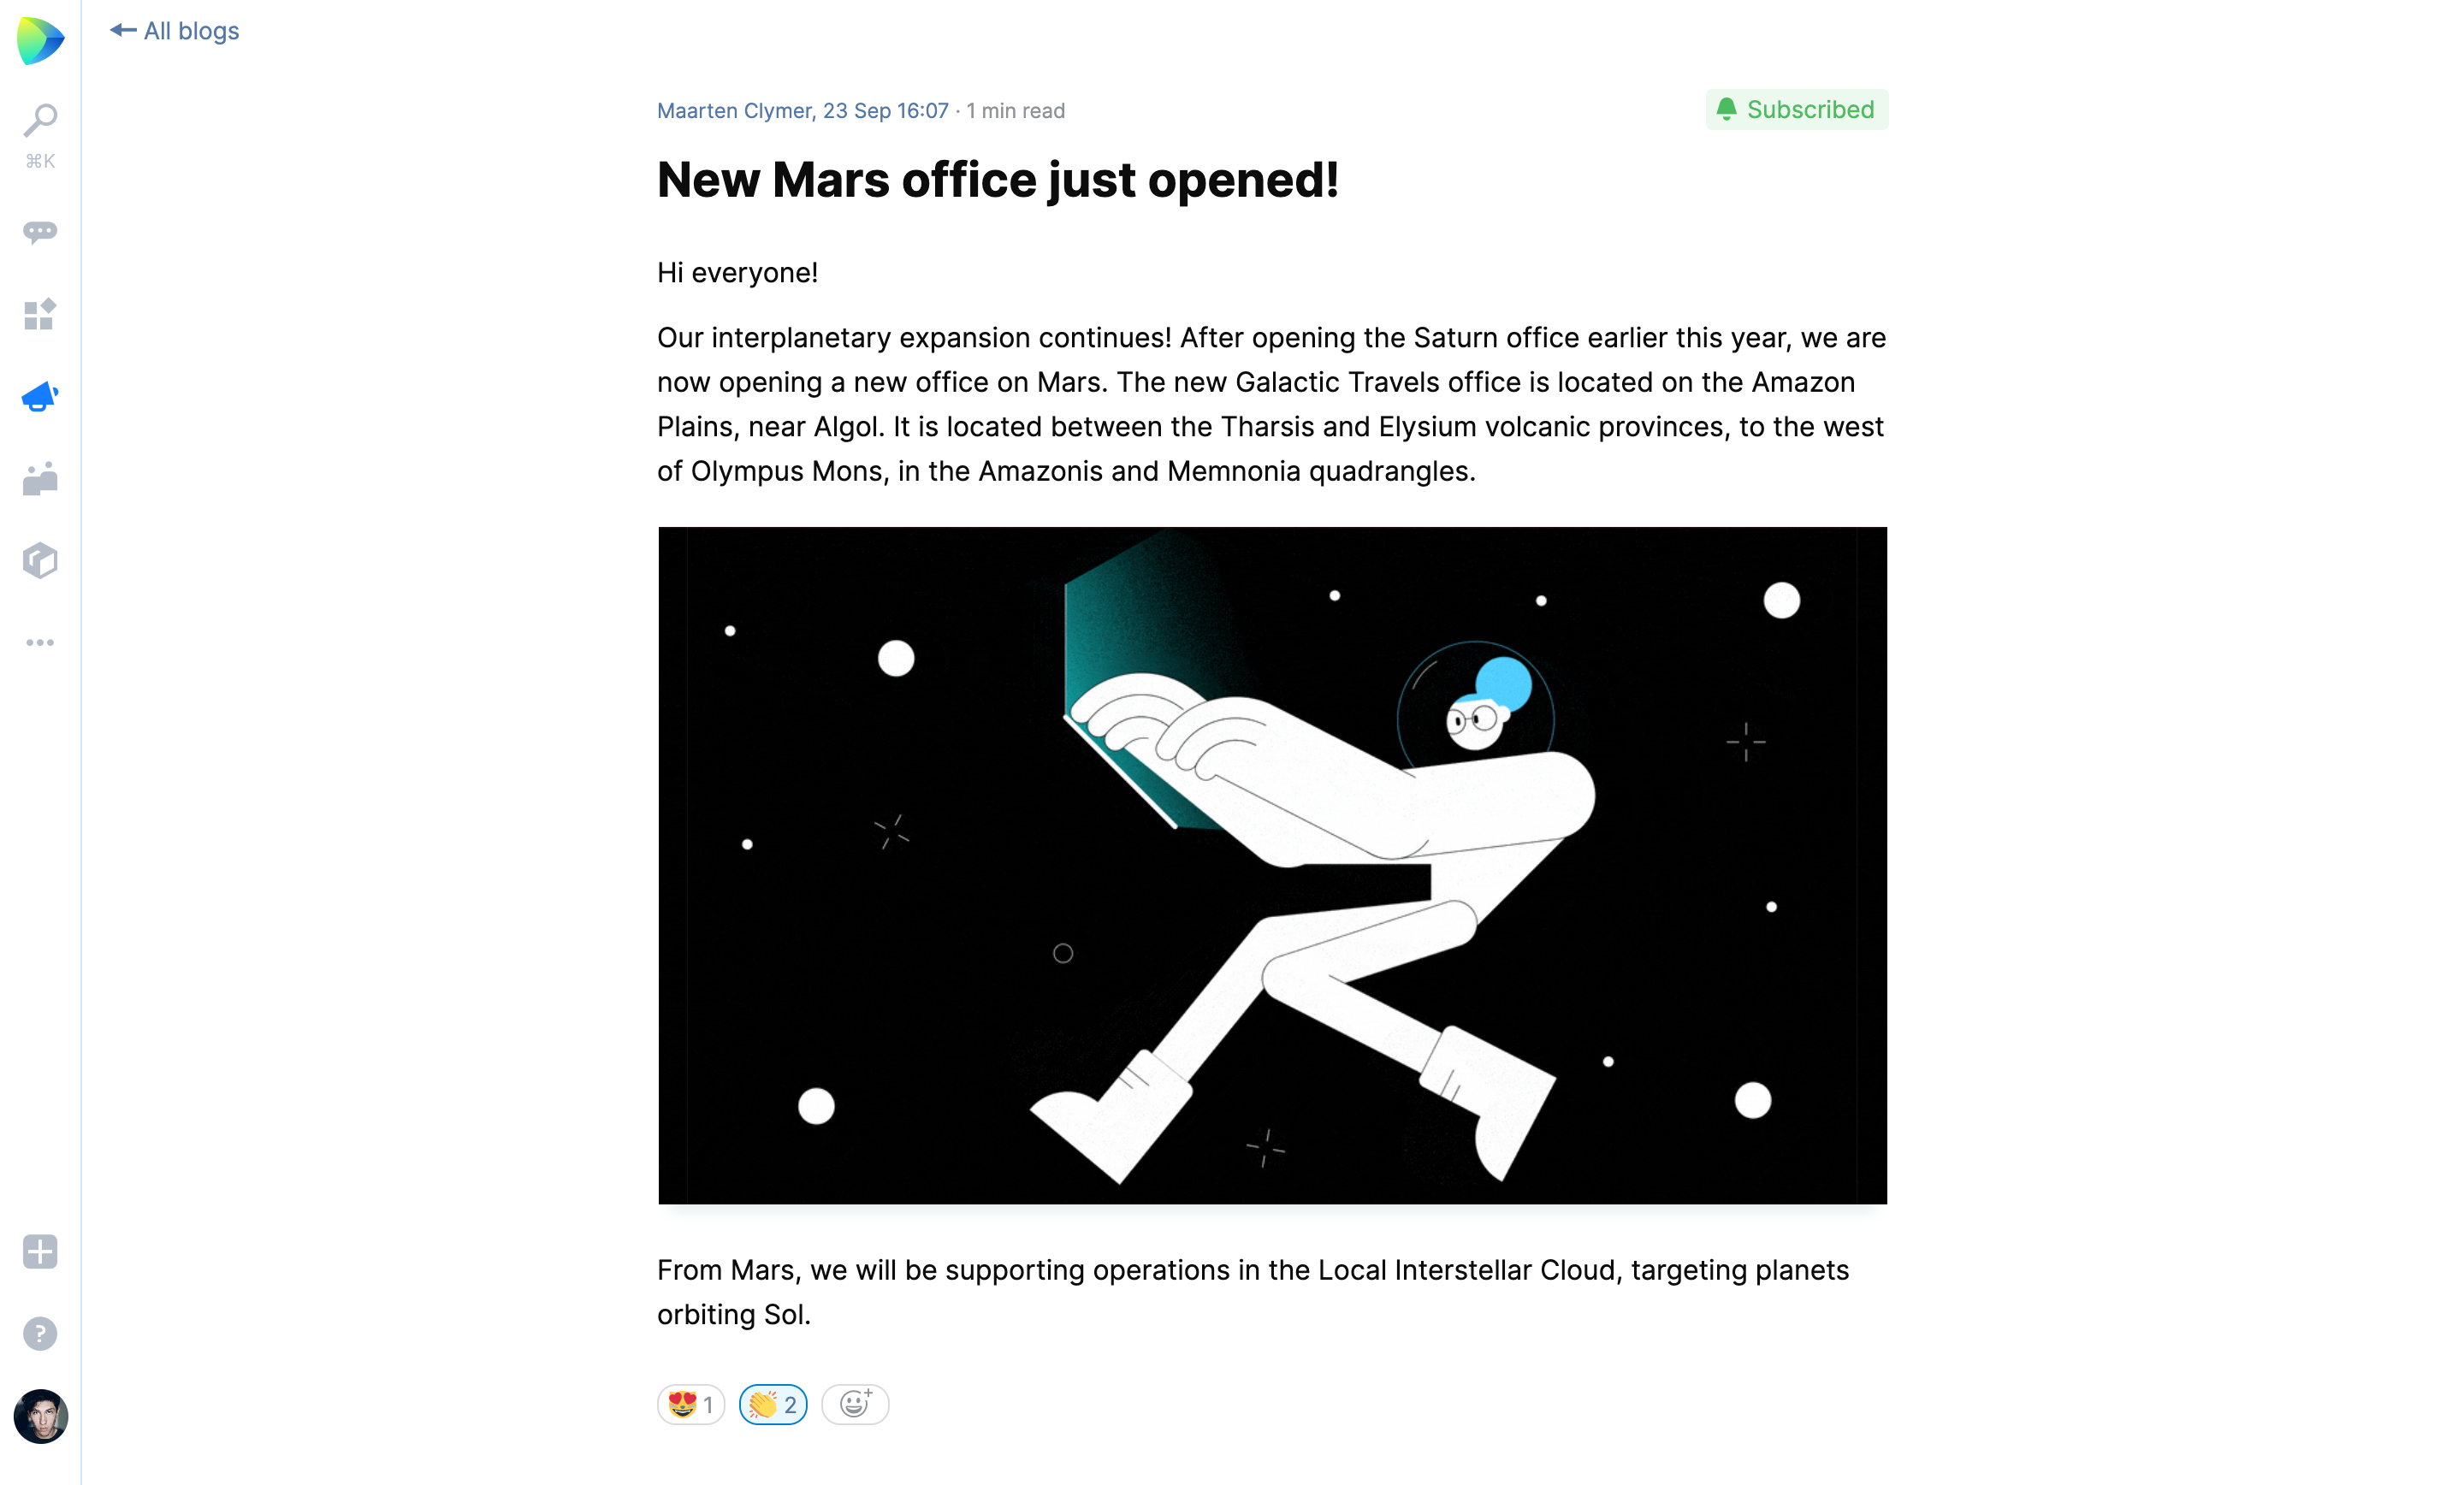 ← All blogs
⌘K
Maarten Clymer, 23 Sep 16:07 · 1 min read
Subscribed
New Mars office just opened!
Hi everyone!
Our interplanetary expansion continues! After opening the Saturn office earlier this year, we are
now opening a new office on Mars. The new Galactic Travels office is located on the Amazon
Plains, near Algol. It is located between the Tharsis and Elysium volcanic provinces, to the west
of Olympus Mons, in the Amazonis and Memnonia quadrangles.
From Mars, we will be supporting operations in the Local Interstellar Cloud, targeting planets
orbiting Sol.
1
2
?